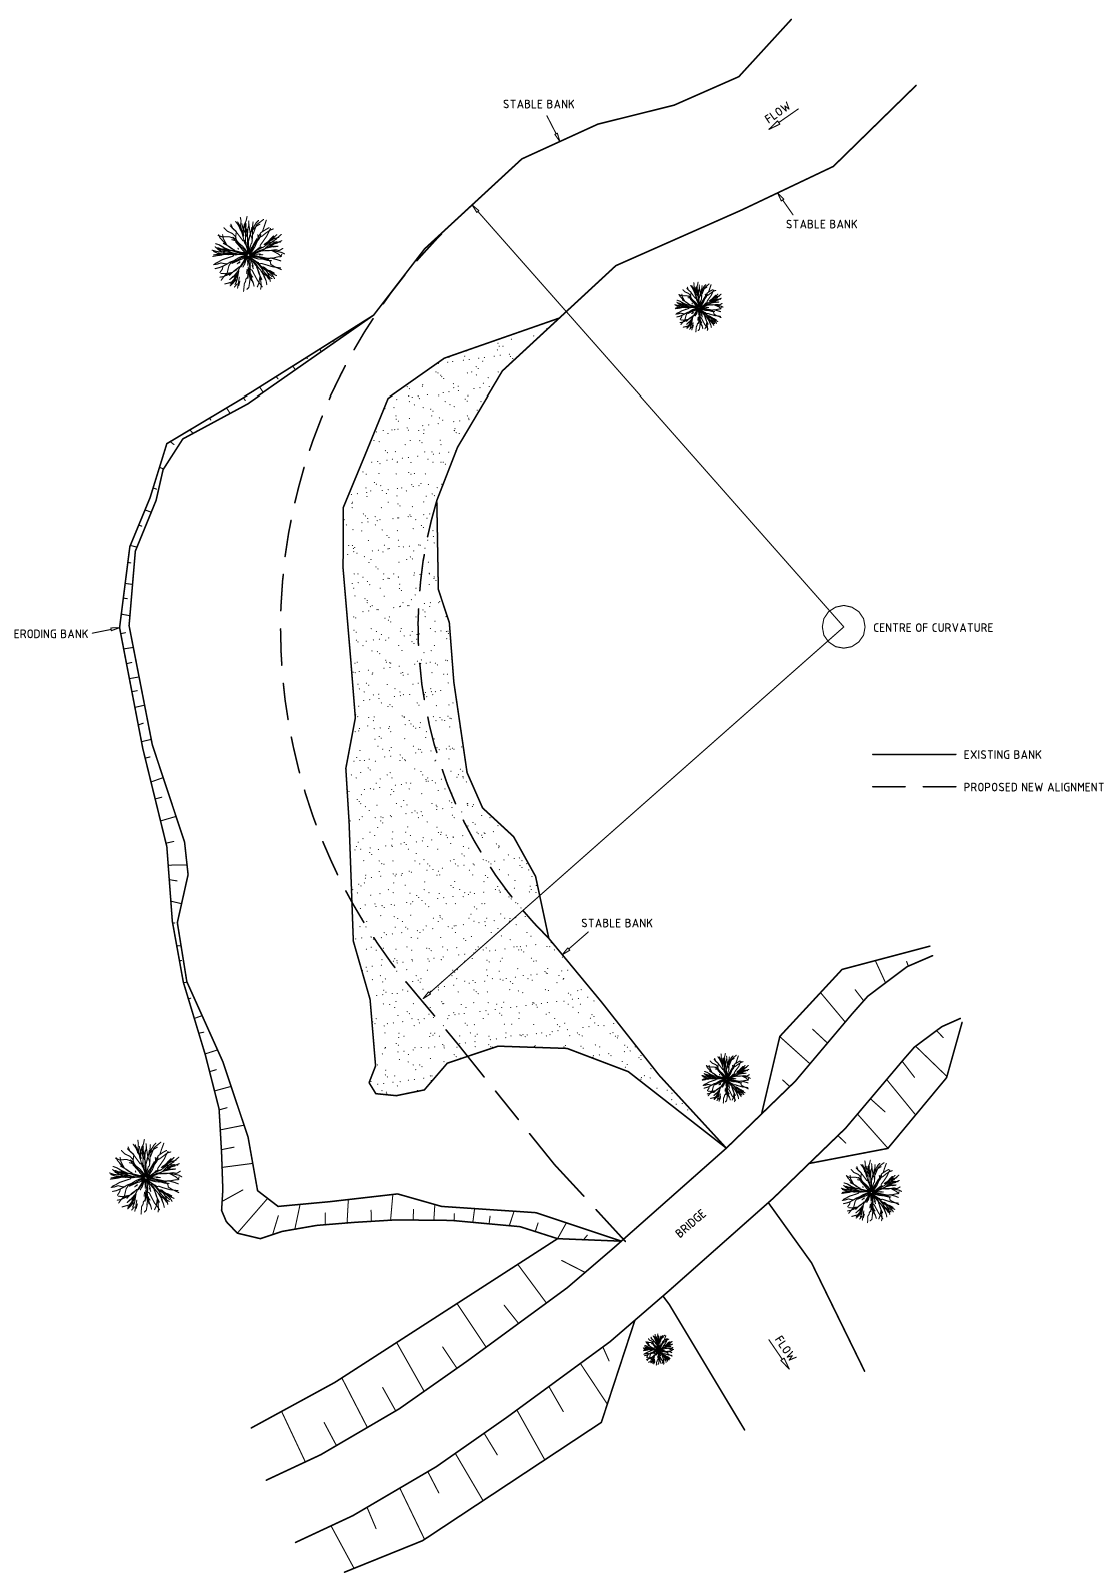 STABLE BANK
FLOW
STABLE BANK
ERODING BANK
CENTRE OF CURVATURE
EXISTING BANK
PROPOSED NEW ALIGNMENT
STABLE BANK
BRIDGE
FLOW